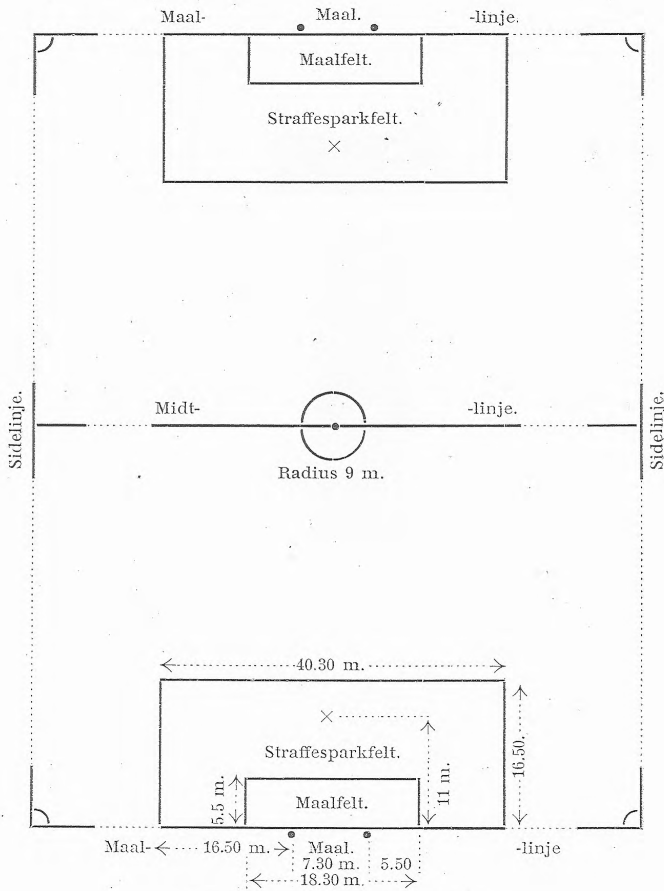 Maal- Maal. -linje.
Maalfelt.
Straffesparkfelt.
Sidelinje.
Midt- -linje.
Sidelinje.
Radius 9 m.
40.30 m.
Straffesparkfelt.
16.50.
11 m.
5.5 m.
Maalfelt.
Maal- 16.50 m. Maal. -linje
7.30 m. 5.50
18.30 m.